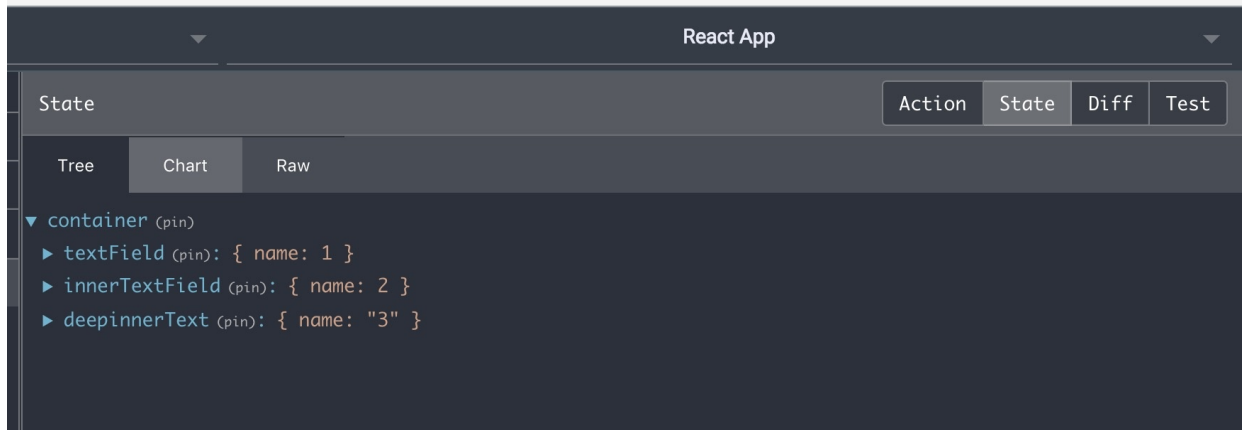 React App
State Action State Diff Test
Tree Chart Raw
▼ container (pin)
▶ textField (pin): { name: 1 }
▶ innerTextField (pin): { name: 2 }
▶ deepinnerText (pin): { name: "3" }